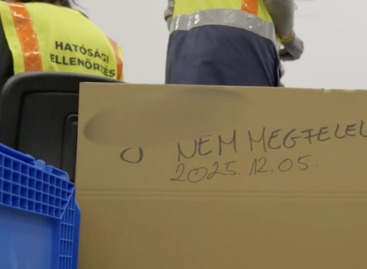 HATÓSÁGI
ELLENŐRZÉS
NEM MEGFELEL
2025.12.05.